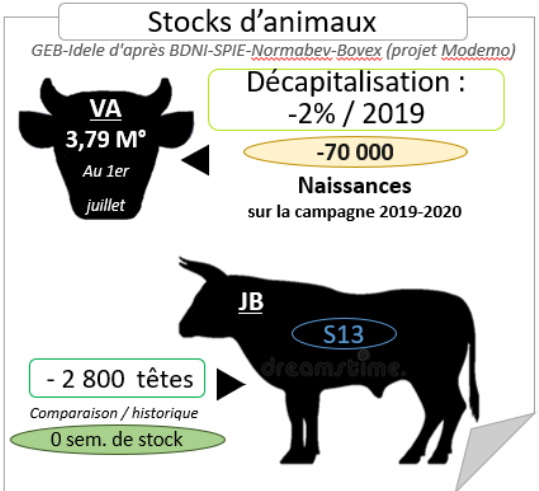 Stocks d’animaux
GEB-Idele d'après BDNI-SPIE-Normabev-Bovex (projet Modemo)
VA
3,79 M°
Au 1er
juillet
Décapitalisation :
-2% / 2019
-70 000
Naissances
sur la campagne 2019-2020
JB
S13
dreamstime.
- 2 800 têtes
Comparaison / historique
0 sem. de stock